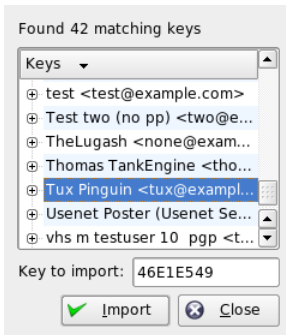 Found 42 matching keys
Keys
test <test@example.com>
Test two (no pp) <two@e...
TheLugash <none@exam...
Thomas TankEngine <tho...
Tux Pinguin <tux@exampl...
Usenet Poster (Usenet Se...
vhs m testuser 10 pgp <t...
Key to import: 46E1E549
Import Close